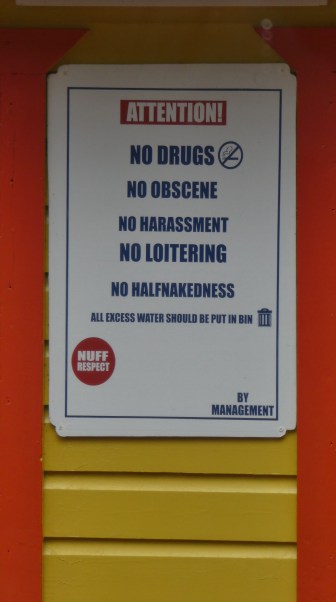 ATTENTION!
NO DRUGS
NO OBSCENE
NO HARASSMENT
NO LOITERING
NO HALFNAKEDNESS
ALL EXCESS WATER SHOULD BE PUT IN BIN
NUFF
RESPECT
BY
MANAGEMENT